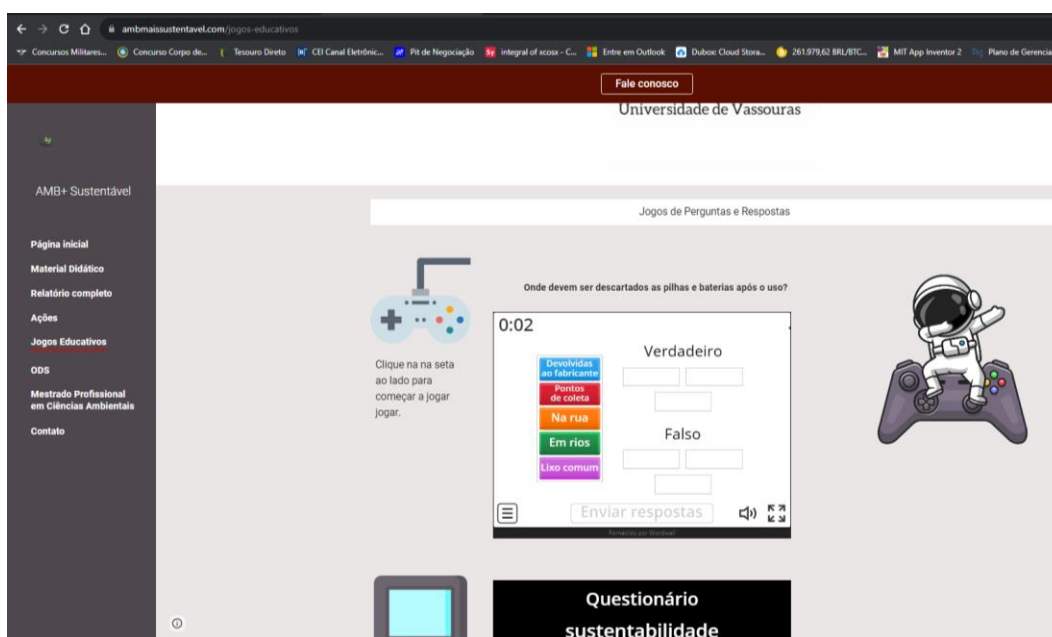 ambmaissustentavel.com/jogos-educativos
Concursos Militares...
Concurso Corpo de...
Tesouro Direto
CEI Canal Eletrônic...
Pit de Negociação
integral of xcosx - C...
Entre em Outlook
Dubox: Cloud Stora...
261.979,62 BRL/BTC...
MIT App Inventor 2
Plano de Gerencia
Fale conosco
Universidade de Vassouras
AMB+ Sustentável
Jogos de Perguntas e Respostas
Página inicial
Material Didático
Relatório completo
Ações
Jogos Educativos
ODS
Mestrado Profissional
em Ciências Ambientais
Contato
Clique na na seta
ao lado para
começar a jogar
jogar.
Onde devem ser descartados as pilhas e baterias após o uso?
0:02
Devolvidas
ao fabricante
Pontos
de coleta
Na rua
Em rios
Lixo comum
Verdadeiro
Falso
Enviar respostas
Fornecido por Wordwall
Questionário
sustentabilidade